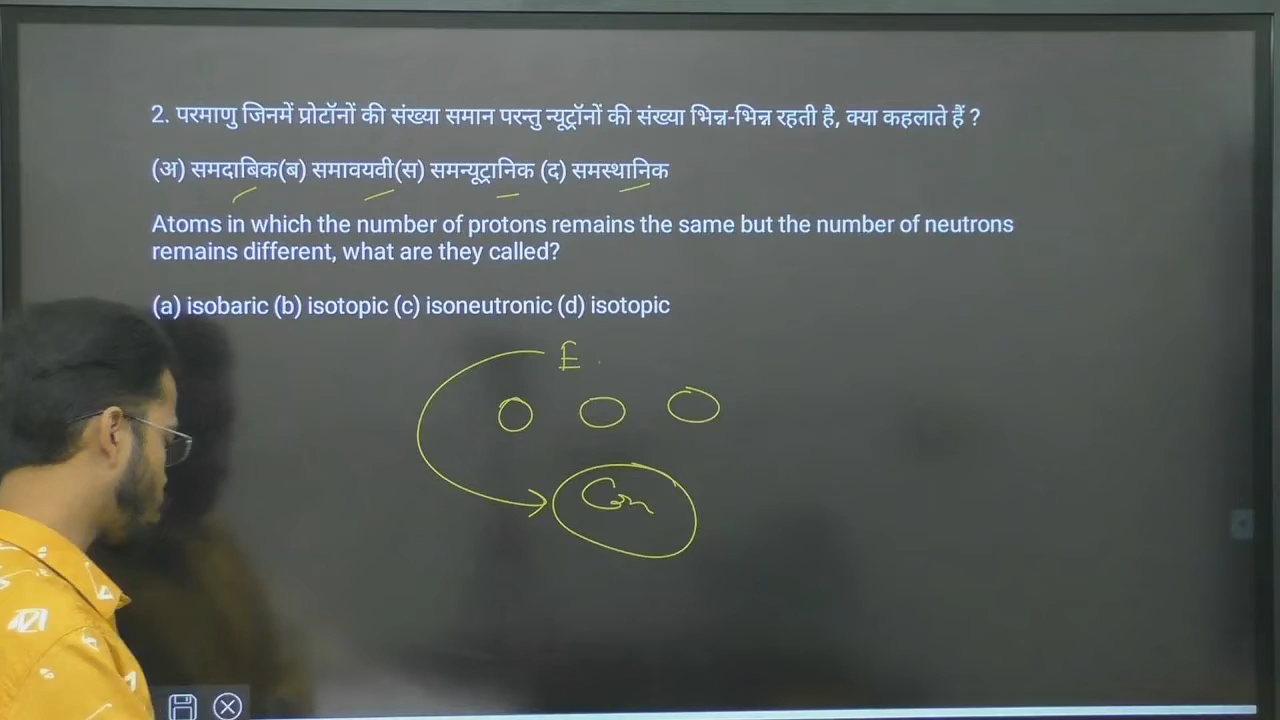 2. परमाणु जिनमें प्रोटॉनों की संख्या समान परन्तु न्यूट्रॉनों की संख्या भिन्न-भिन्न रहती है, क्या कहलाते हैं ?
(अ) समदाबिक(ब) समावयवी(स) समन्यूट्रानिक (द) समस्थानिक
Atoms in which the number of protons remains the same but the number of neutrons
remains different, what are they called?
(a) isobaric (b) isotopic (c) isoneutronic (d) isotopic
E